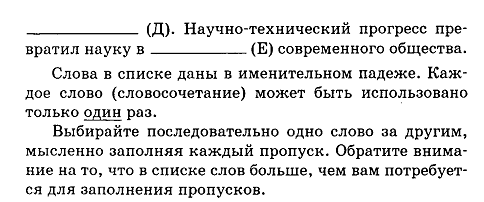 ____________ (Д). Научно-технический прогресс пре-
вратил науку в __________ (Е) современного общества.
Слова в списке даны в именительном падеже. Каж-
дое слово (словосочетание) может быть использовано
только один раз.
Выбирайте последовательно одно слово за другим,
мысленно заполняя каждый пропуск. Обратите внима-
ние на то, что в списке слов больше, чем вам потребует-
ся для заполнения пропусков.